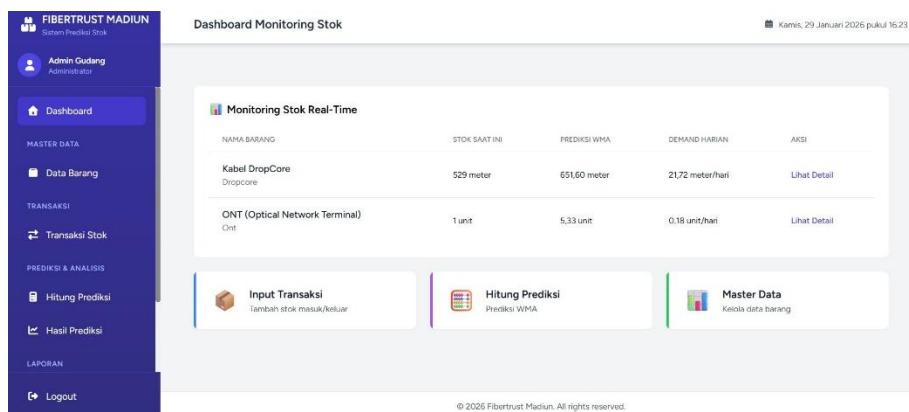 FIBERTRUST MADIUN
Sistem Prediksi Stok
Admin Gudang
Administrator
Dashboard
MASTER DATA
Data Barang
TRANSAKSI
Transaksi Stok
PREDIKSI & ANALISIS
Hitung Prediksi
Hasil Prediksi
LAPORAN
Logout
Dashboard Monitoring Stok
Kamis, 29 Januari 2026 pukul 16.23
Monitoring Stok Real-Time
NAMA BARANG STOK SAAT INI PREDIKSI WMA DEMAND HARIAN AKSI
Kabel DropCore 529 meter 651,60 meter 21,72 meter/hari Lihat Detail
Dropcore
ONT (Optical Network Terminal) 1 unit 5,33 unit 0,18 unit/hari Lihat Detail
Ont
Input Transaksi
Tambah stok masuk/keluar
Hitung Prediksi
Prediksi WMA
Master Data
Kelola data barang
© 2026 Fibertrust Madiun. All rights reserved.